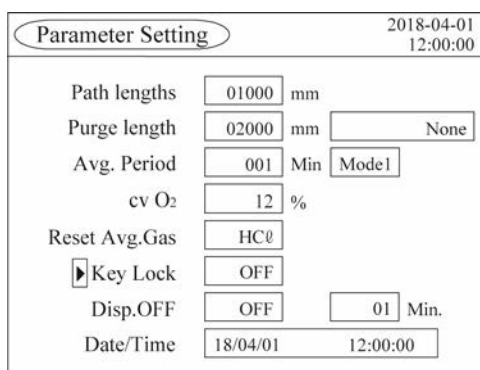 Parameter Setting 2018-04-01
12:00:00
Path lengths 01000 mm
Purge length 02000 mm None
Avg. Period 001 Min Mode1
cv O₂ 12 %
Reset Avg.Gas HCℓ
▶ Key Lock OFF
Disp.OFF OFF 01 Min.
Date/Time 18/04/01 12:00:00